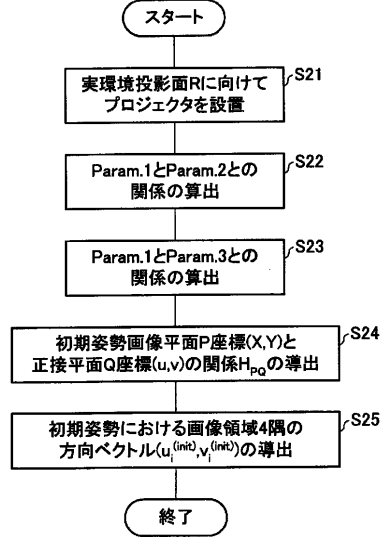 スタート
実環境投影面Rに向けて
プロジェクタを設置
S21
Param.1とParam.2との
関係の算出
S22
Param.1とParam.3との
関係の算出
S23
初期姿勢画像平面P座標(X,Y)と
正接平面Q座標(u,v)の関係H_PQの導出
S24
初期姿勢における画像領域4隅の
方向ベクトル(u_i^(init),v_i^(init))の導出
S25
終了